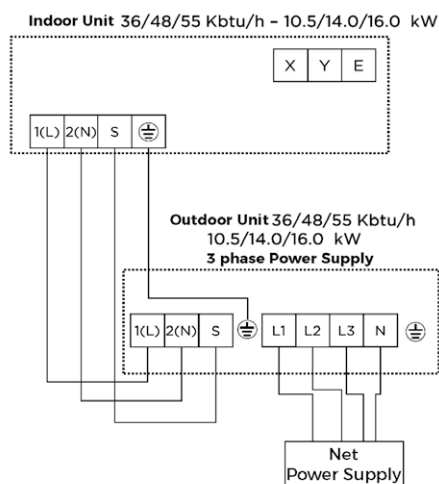 Indoor Unit 36/48/55 Kbtu/h – 10.5/14.0/16.0 kW
X Y E
1(L) 2(N) S
Outdoor Unit 36/48/55 Kbtu/h
10.5/14.0/16.0 kW
3 phase Power Supply
1(L) 2(N) S L1 L2 L3 N
Net
Power Supply